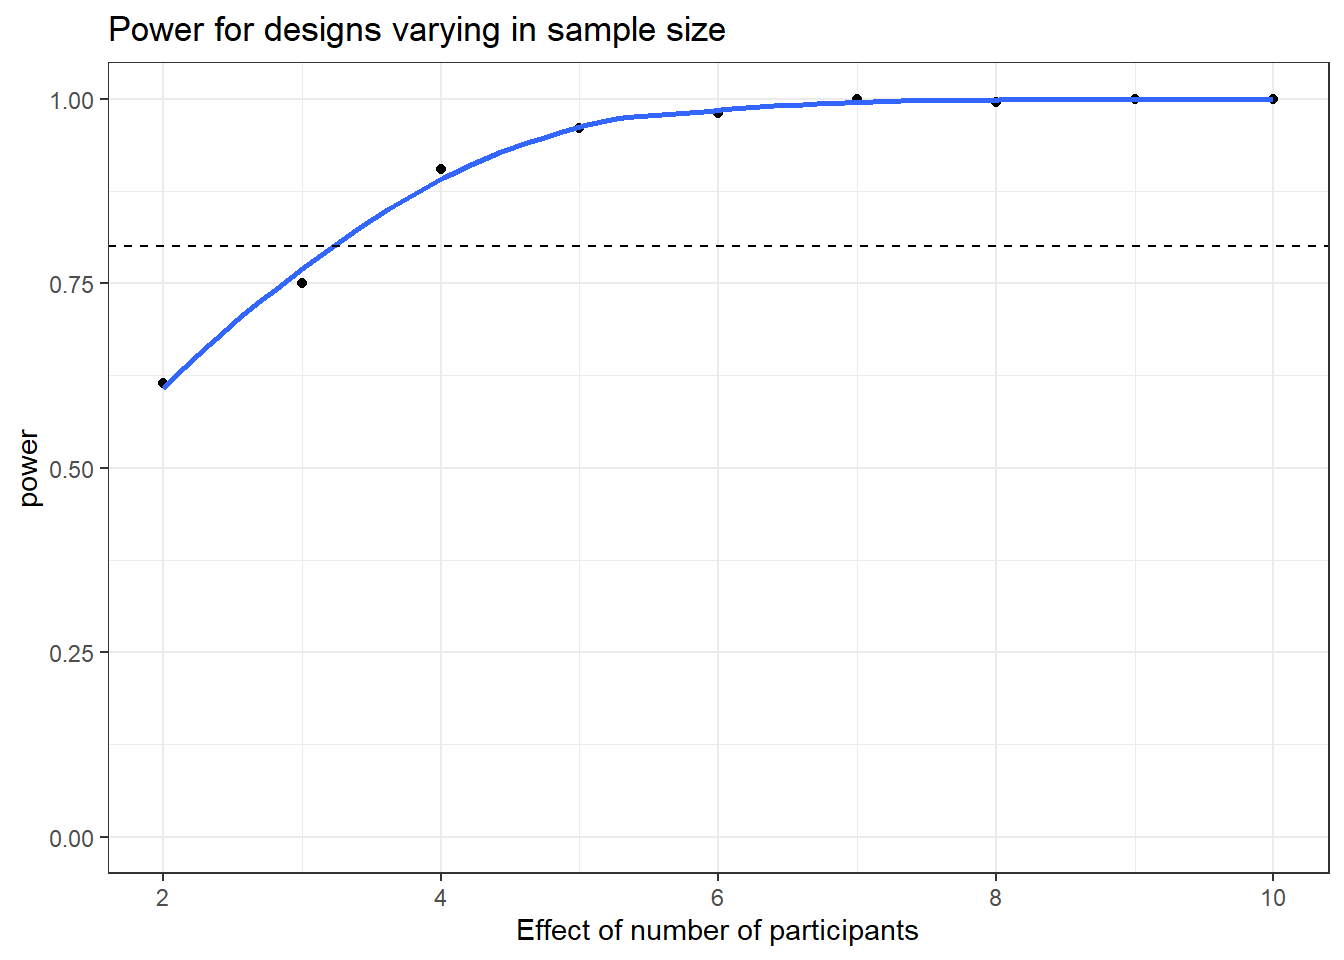 Power for designs varying in sample size
1.00
0.75
0.50
0.25
0.00
power
2 4 6 8 10
Effect of number of participants